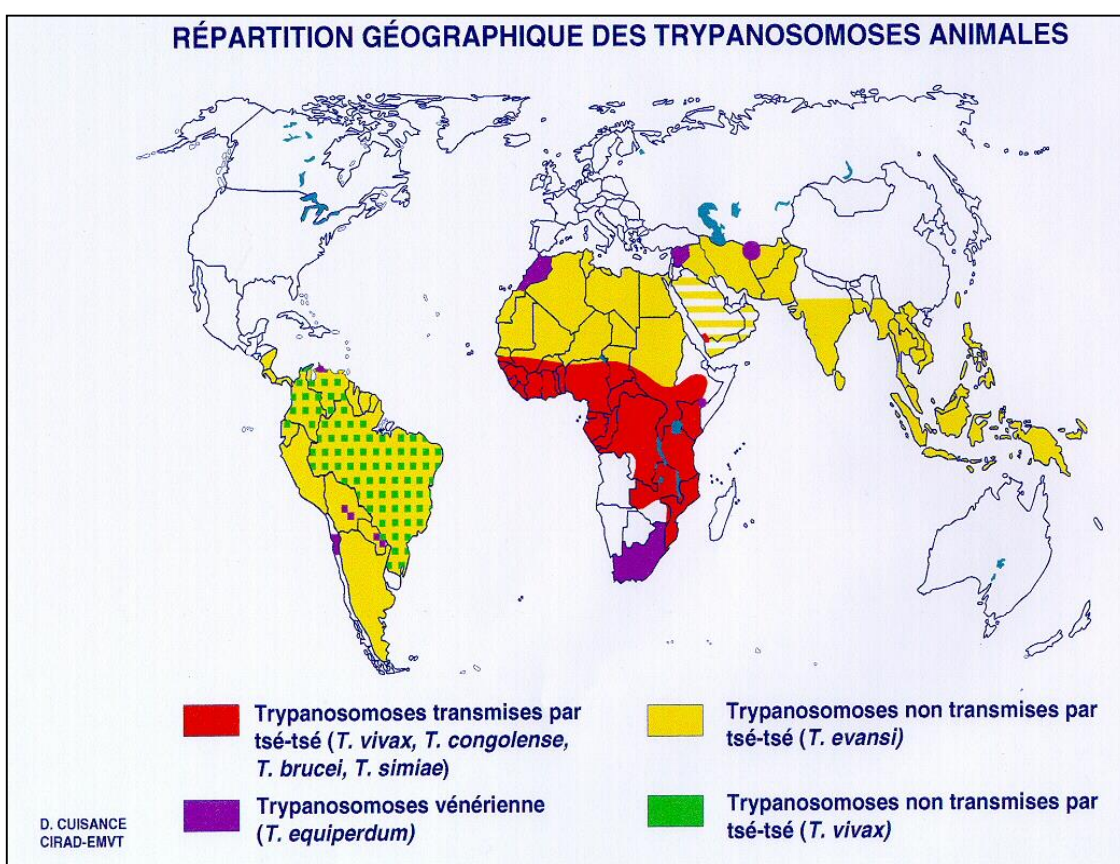 RÉPARTITION GÉOGRAPHIQUE DES TRYPANOSOMOSES ANIMALES
Trypanosomoses transmises par
tsé-tsé (T. vivax, T. congolense,
T. brucei, T. simiae)
Trypanosomoses non transmises par
tsé-tsé (T. evansi)
Trypanosomoses vénérienne
(T. equiperdum)
Trypanosomoses non transmises par
tsé-tsé (T. vivax)
D. CUISANCE
CIRAD-EMVT